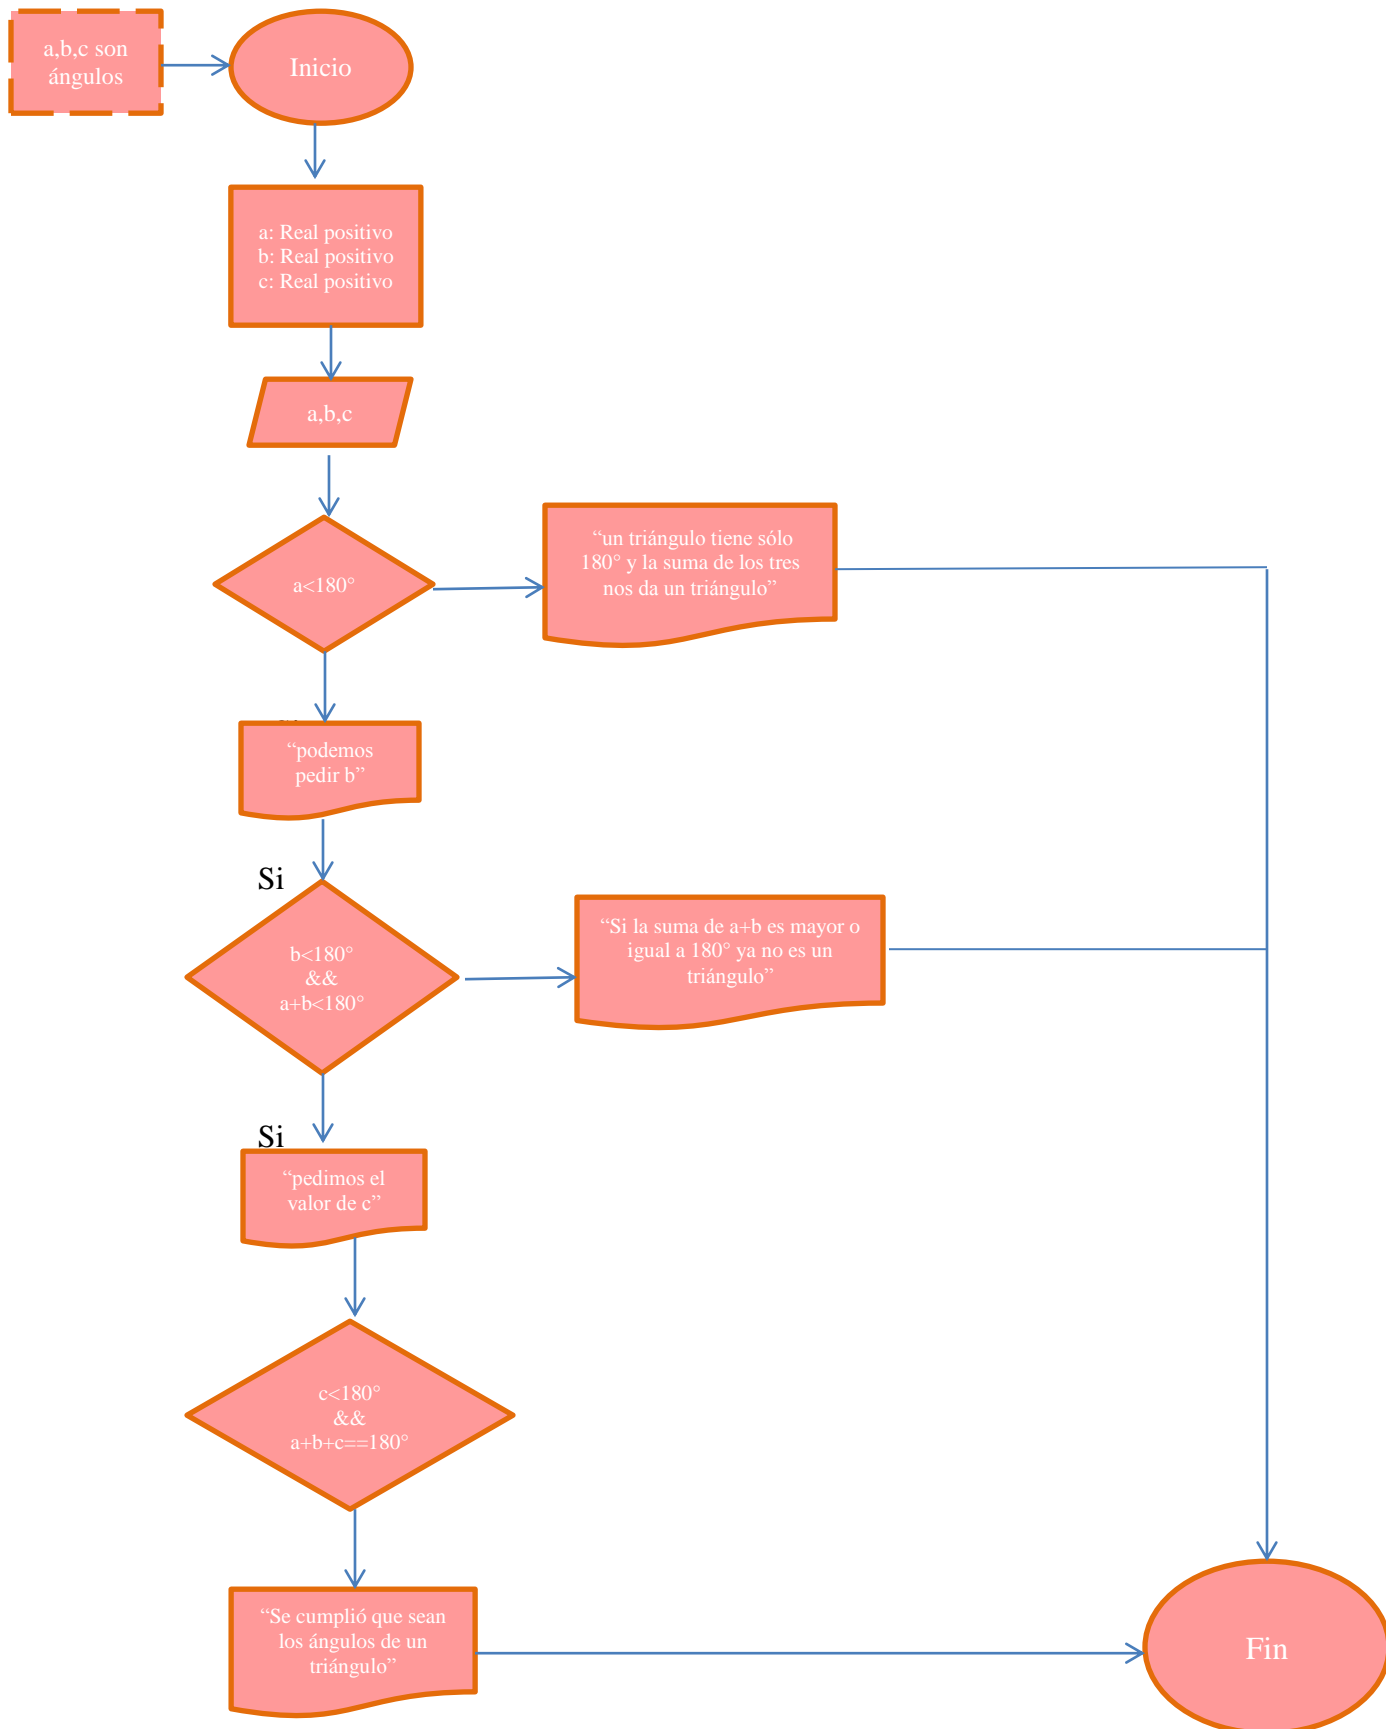 a,b,c son
ángulos
Inicio
a: Real positivo
b: Real positivo
c: Real positivo
a,b,c
a<180°
“un triángulo tiene sólo
180° y la suma de los tres
nos da un triángulo”
“podemos
pedir b”
Si
b<180°
&&
a+b<180°
“Si la suma de a+b es mayor o
igual a 180° ya no es un
triángulo”
Si
“pedimos el
valor de c”
c<180°
&&
a+b+c==180°
“Se cumplió que sean
los ángulos de un
triángulo”
Fin